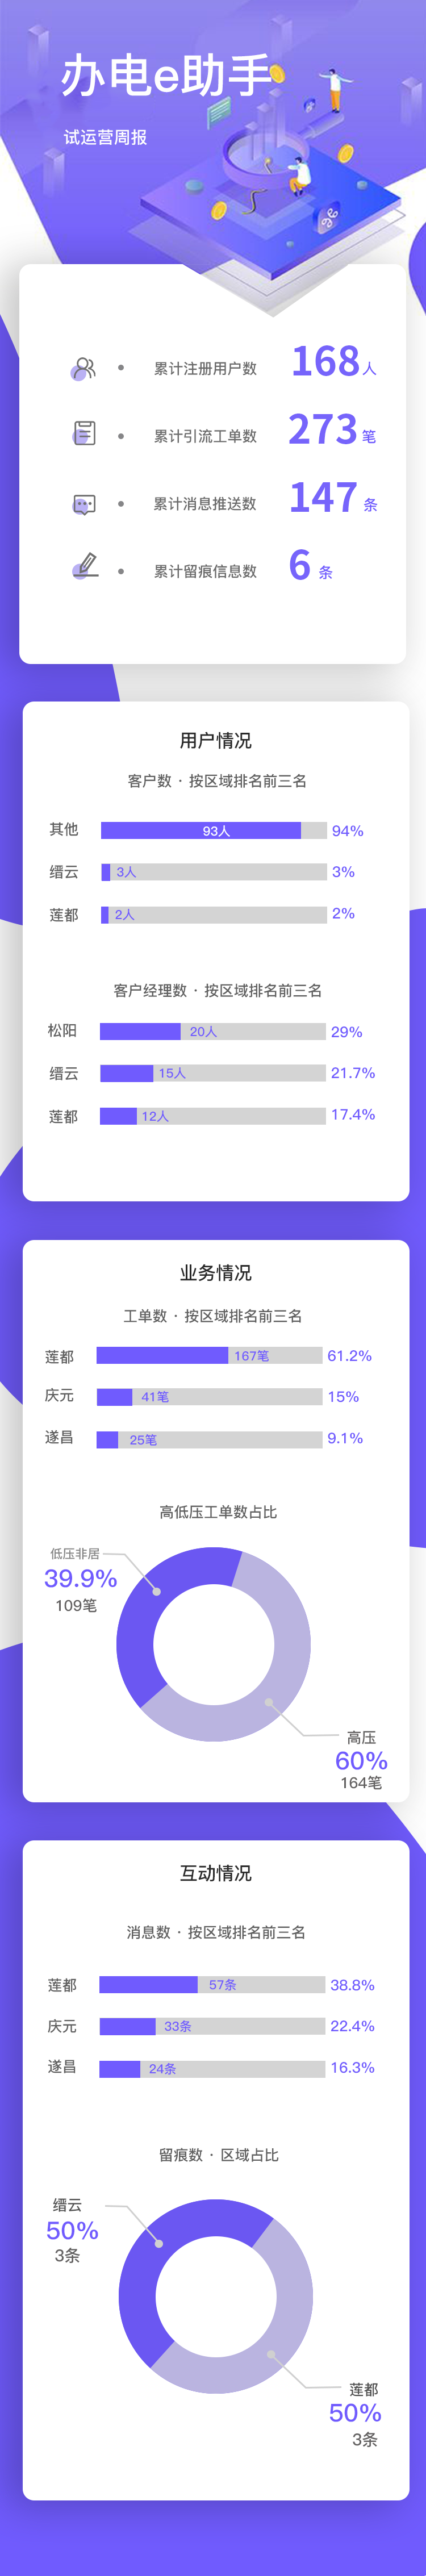 办电e助手
试运营周报
累计注册用户数 168人
累计引流工单数 273笔
累计消息推送数 147条
累计留痕信息数 6条
用户情况
客户数 · 按区域排名前三名
其他 93人 94%
缙云 3人 3%
莲都 2人 2%
客户经理数 · 按区域排名前三名
松阳 20人 29%
缙云 15人 21.7%
莲都 12人 17.4%
业务情况
工单数 · 按区域排名前三名
莲都 167笔 61.2%
庆元 41笔 15%
遂昌 25笔 9.1%
高低压工单数占比
低压非居
39.9%
109笔
高压
60%
164笔
互动情况
消息数 · 按区域排名前三名
莲都 57条 38.8%
庆元 33条 22.4%
遂昌 24条 16.3%
留痕数 · 区域占比
缙云
50%
3条
莲都
50%
3条